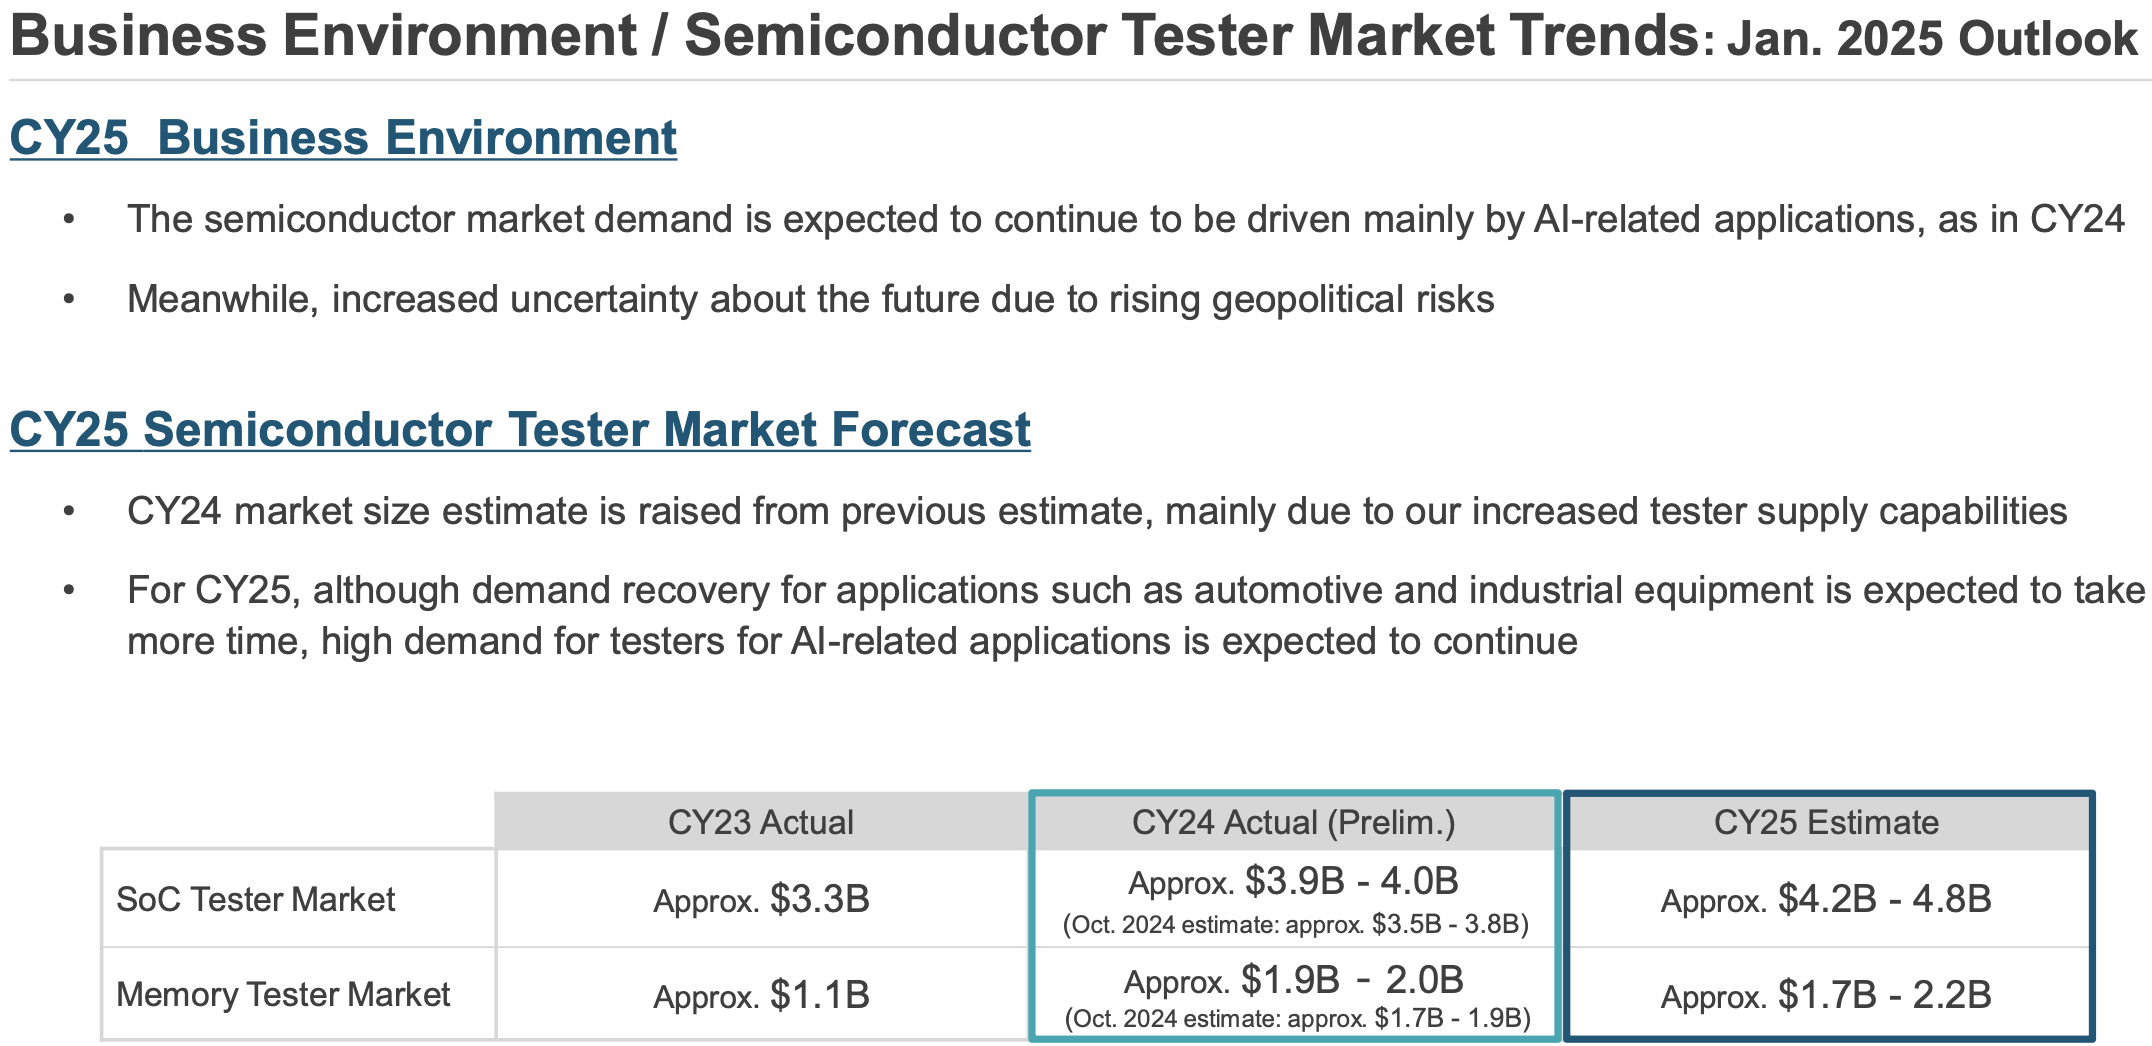 Business Environment / Semiconductor Tester Market Trends: Jan. 2025 Outlook
CY25  Business Environment
• The semiconductor market demand is expected to continue to be driven mainly by AI-related applications, as in CY24
• Meanwhile, increased uncertainty about the future due to rising geopolitical risks
CY25 Semiconductor Tester Market Forecast
• CY24 market size estimate is raised from previous estimate, mainly due to our increased tester supply capabilities
• For CY25, although demand recovery for applications such as automotive and industrial equipment is expected to take
more time, high demand for testers for AI-related applications is expected to continue
CY23 Actual CY24 Actual (Prelim.) CY25 Estimate
SoC Tester Market Approx. $3.3B Approx. $3.9B - 4.0B Approx. $4.2B - 4.8B
(Oct. 2024 estimate: approx. $3.5B - 3.8B)
Memory Tester Market Approx. $1.1B Approx. $1.9B - 2.0B Approx. $1.7B - 2.2B
(Oct. 2024 estimate: approx. $1.7B - 1.9B)